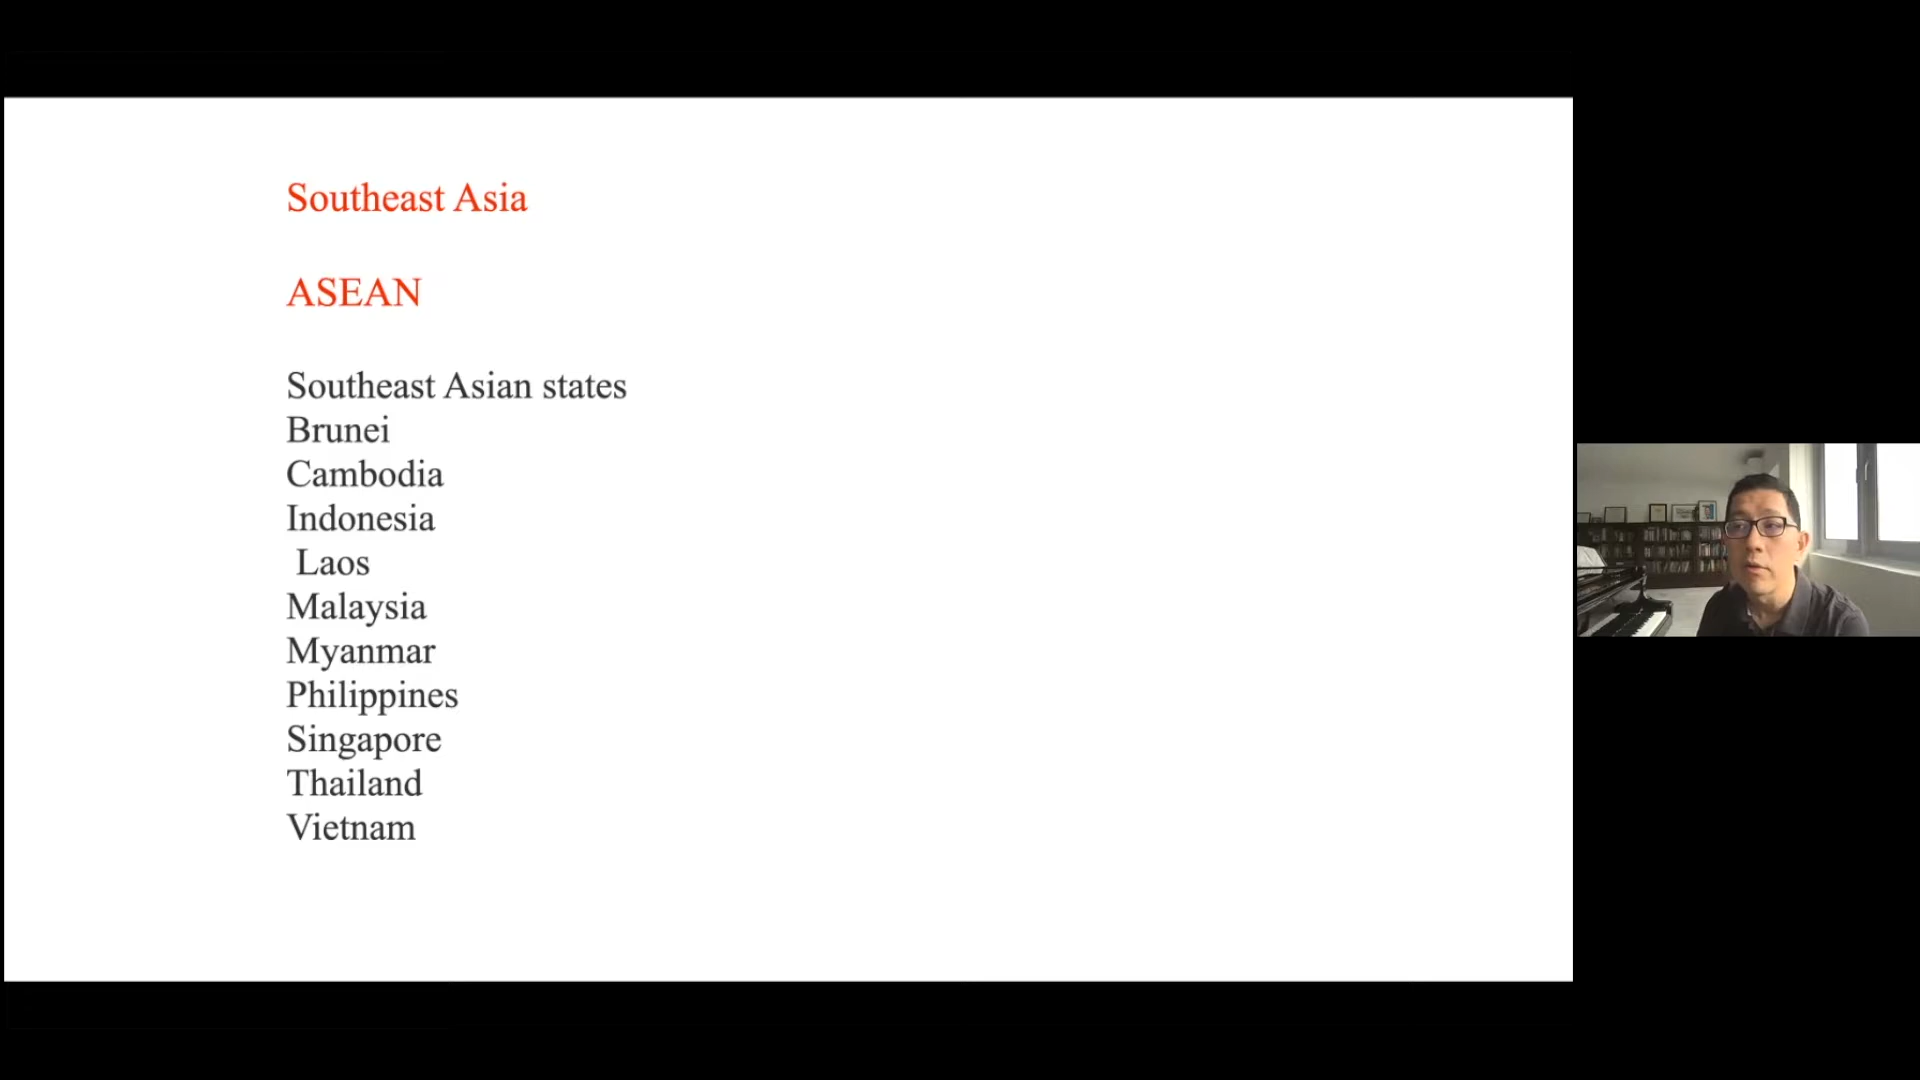 Southeast Asia
ASEAN
Southeast Asian states
Brunei
Cambodia
Indonesia
Laos
Malaysia
Myanmar
Philippines
Singapore
Thailand
Vietnam